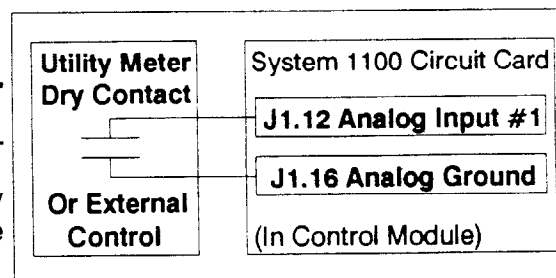 Utility Meter
Dry Contact
Or External
Control
System 1100 Circuit Card
J1.12 Analog Input #1
J1.16 Analog Ground
(In Control Module)